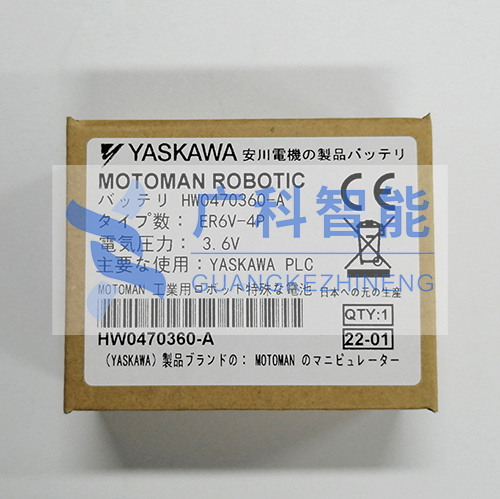 YASKAWA 安川電機の製品バッテリ
MOTOMAN ROBOTIC
バッテリ HW0470360-A
タイプ数: ER6V-4P
電気圧力: 3.6V
主要な使用: YASKAWA PLC
MOTOMAN 工業用ロボット特殊な電池 日本への元の生産
HW0470360-A
QTY:1
22-01
(YASKAWA) 製品ブランドの: MOTOMAN のマニピュレーター
CE
广科智能
GUANGKEZHINENG